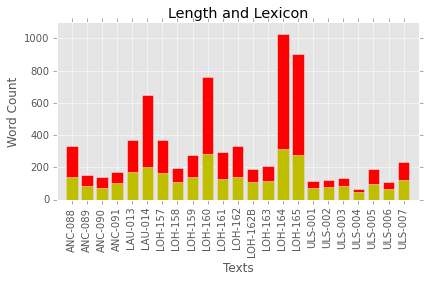 Length and Lexicon
Word Count
1000
800
600
400
200
0
ANC-088
ANC-089
ANC-090
ANC-091
LAU-013
LAU-014
LOH-157
LOH-158
LOH-159
LOH-160
LOH-161
LOH-162
LOH-162B
LOH-163
LOH-164
LOH-165
ULS-001
ULS-002
ULS-003
ULS-004
ULS-005
ULS-006
ULS-007
Texts